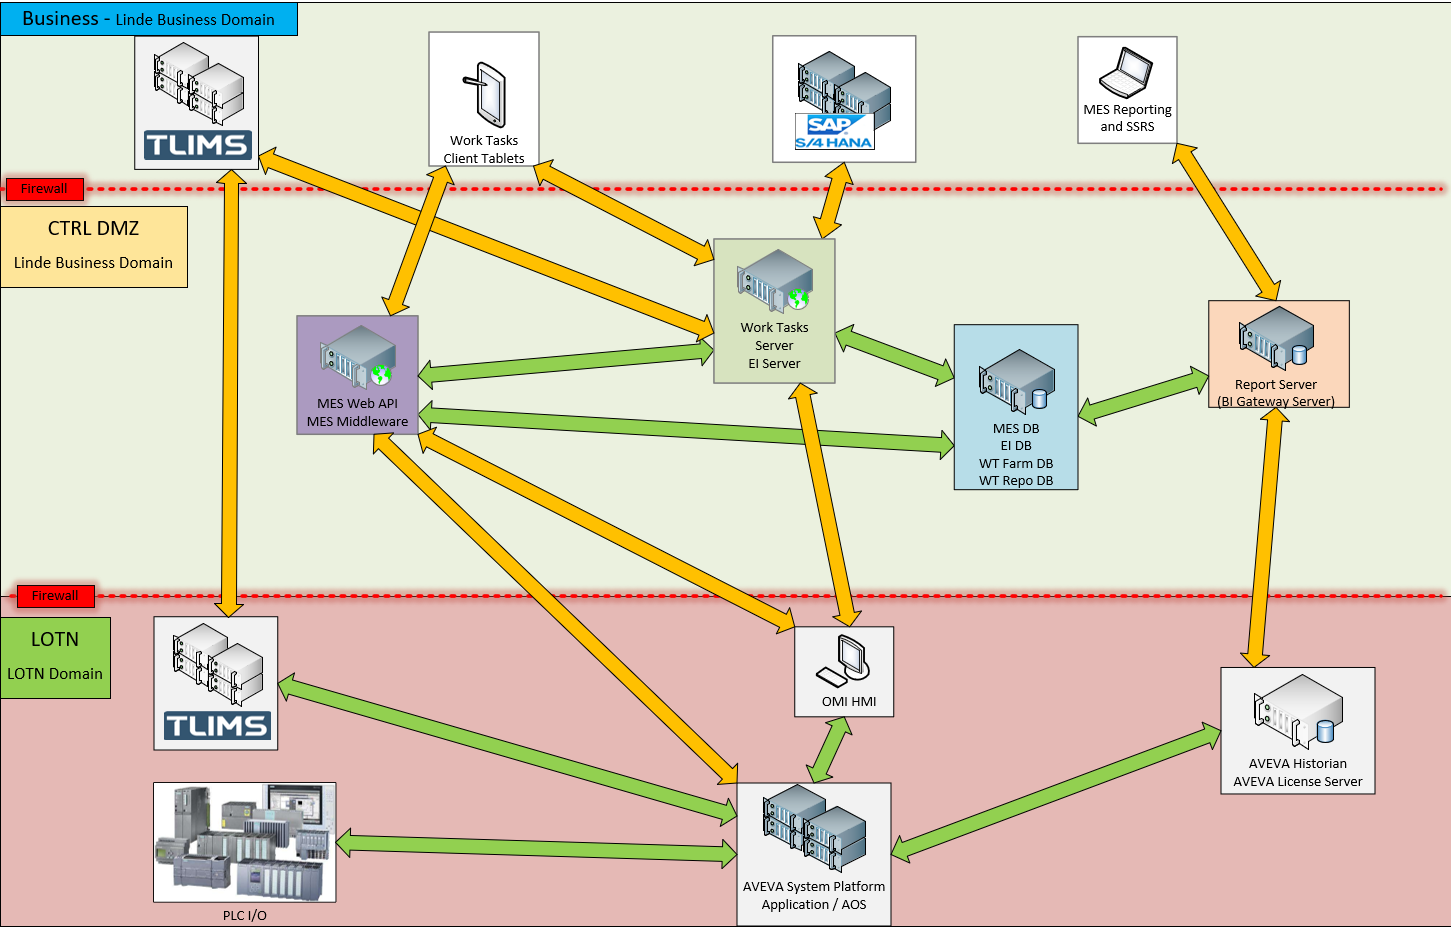 Business - Linde Business Domain
TLIMS
Work Tasks
Client Tablets
SAP
S/4 HANA
MES Reporting
and SSRS
Firewall
CTRL DMZ
Linde Business Domain
Work Tasks
Server
EI Server
MES Web API
MES Middleware
MES DB
EI DB
WT Farm DB
WT Repo DB
Report Server
(BI Gateway Server)
Firewall
LOTN
LOTN Domain
TLIMS
OMI HMI
AVEVA Historian
AVEVA License Server
AVEVA System Platform
Application / AOS
PLC I/O